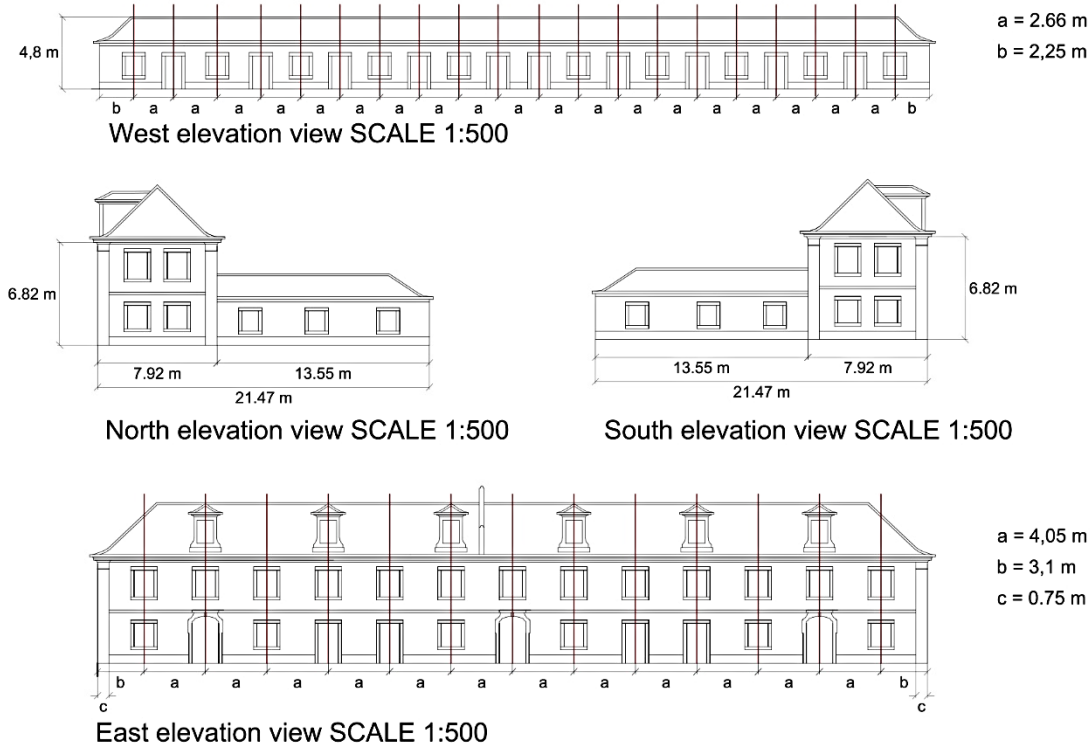 4,8 m
a = 2.66 m
b = 2,25 m
b a a a a a a a a a a a a a a a a a a a b
West elevation view SCALE 1:500
6.82 m
7.92 m 13.55 m
21.47 m
North elevation view SCALE 1:500
6.82 m
13.55 m 7.92 m
21.47 m
South elevation view SCALE 1:500
a = 4,05 m
b = 3,1 m
c = 0.75 m
b a a a a a a a a a a a a b
c c
East elevation view SCALE 1:500